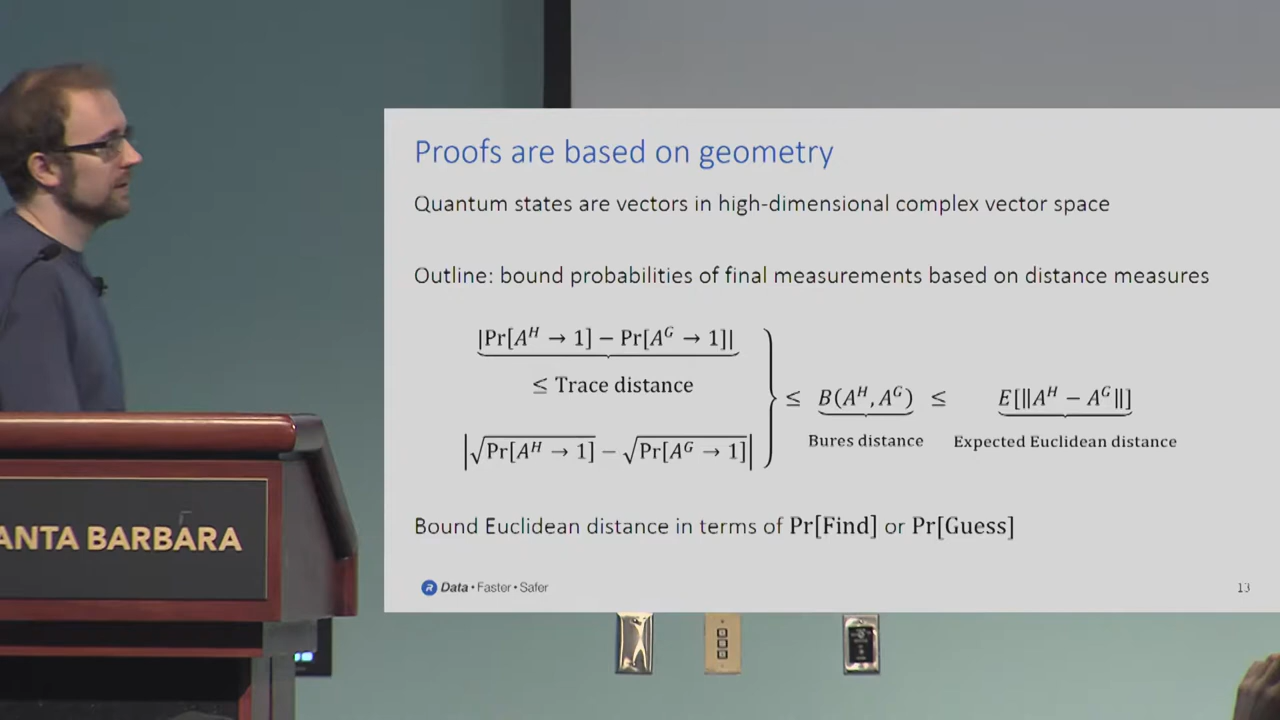 Proofs are based on geometry
Quantum states are vectors in high-dimensional complex vector space
Outline: bound probabilities of final measurements based on distance measures
|Pr[A^H → 1] − Pr[A^G → 1]|
≤ Trace distance
|√Pr[A^H → 1] − √Pr[A^G → 1]|
≤ B(A^H, A^G) ≤ E[‖A^H − A^G‖]
Bures distance Expected Euclidean distance
Bound Euclidean distance in terms of Pr[Find] or Pr[Guess]
R Data • Faster • Safer 13
ANTA BARBARA